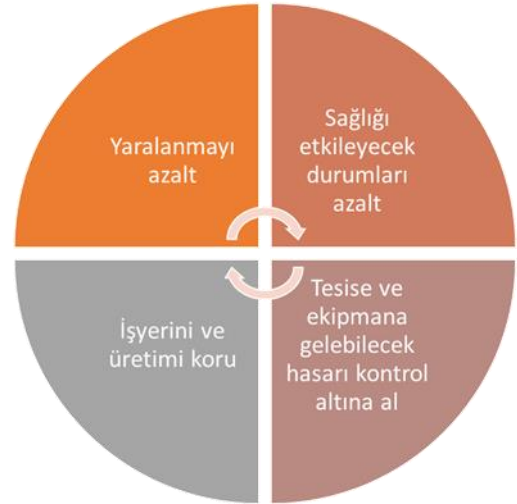 Yaralanmayı
azalt
Sağlığı
etkileyecek
durumları
azalt
İşyerini ve
üretimi koru
Tesise ve
ekipmana
gelebilecek
hasarı kontrol
altına al